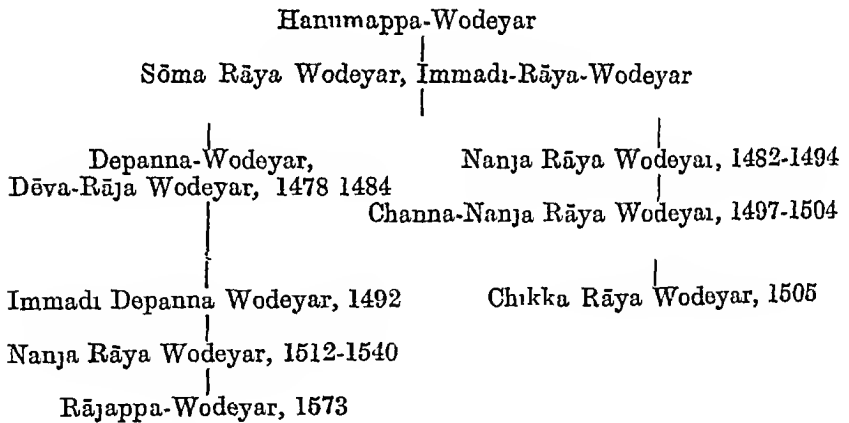 Hanumappa-Wodeyar
Sōma Rāya Wodeyar, Immadi-Rāya-Wodeyar
Depanna-Wodeyar,
Dēva-Rāja Wodeyar, 1478 1484
Nanja Rāya Wodeyaı, 1482-1494
Channa-Nanja Rāya Wodeyaı, 1497-1504
Immadı Depanna Wodeyar, 1492
Chıkka Rāya Wodeyar, 1505
Nanja Rāya Wodeyar, 1512-1540
Rājappa-Wodeyar, 1573